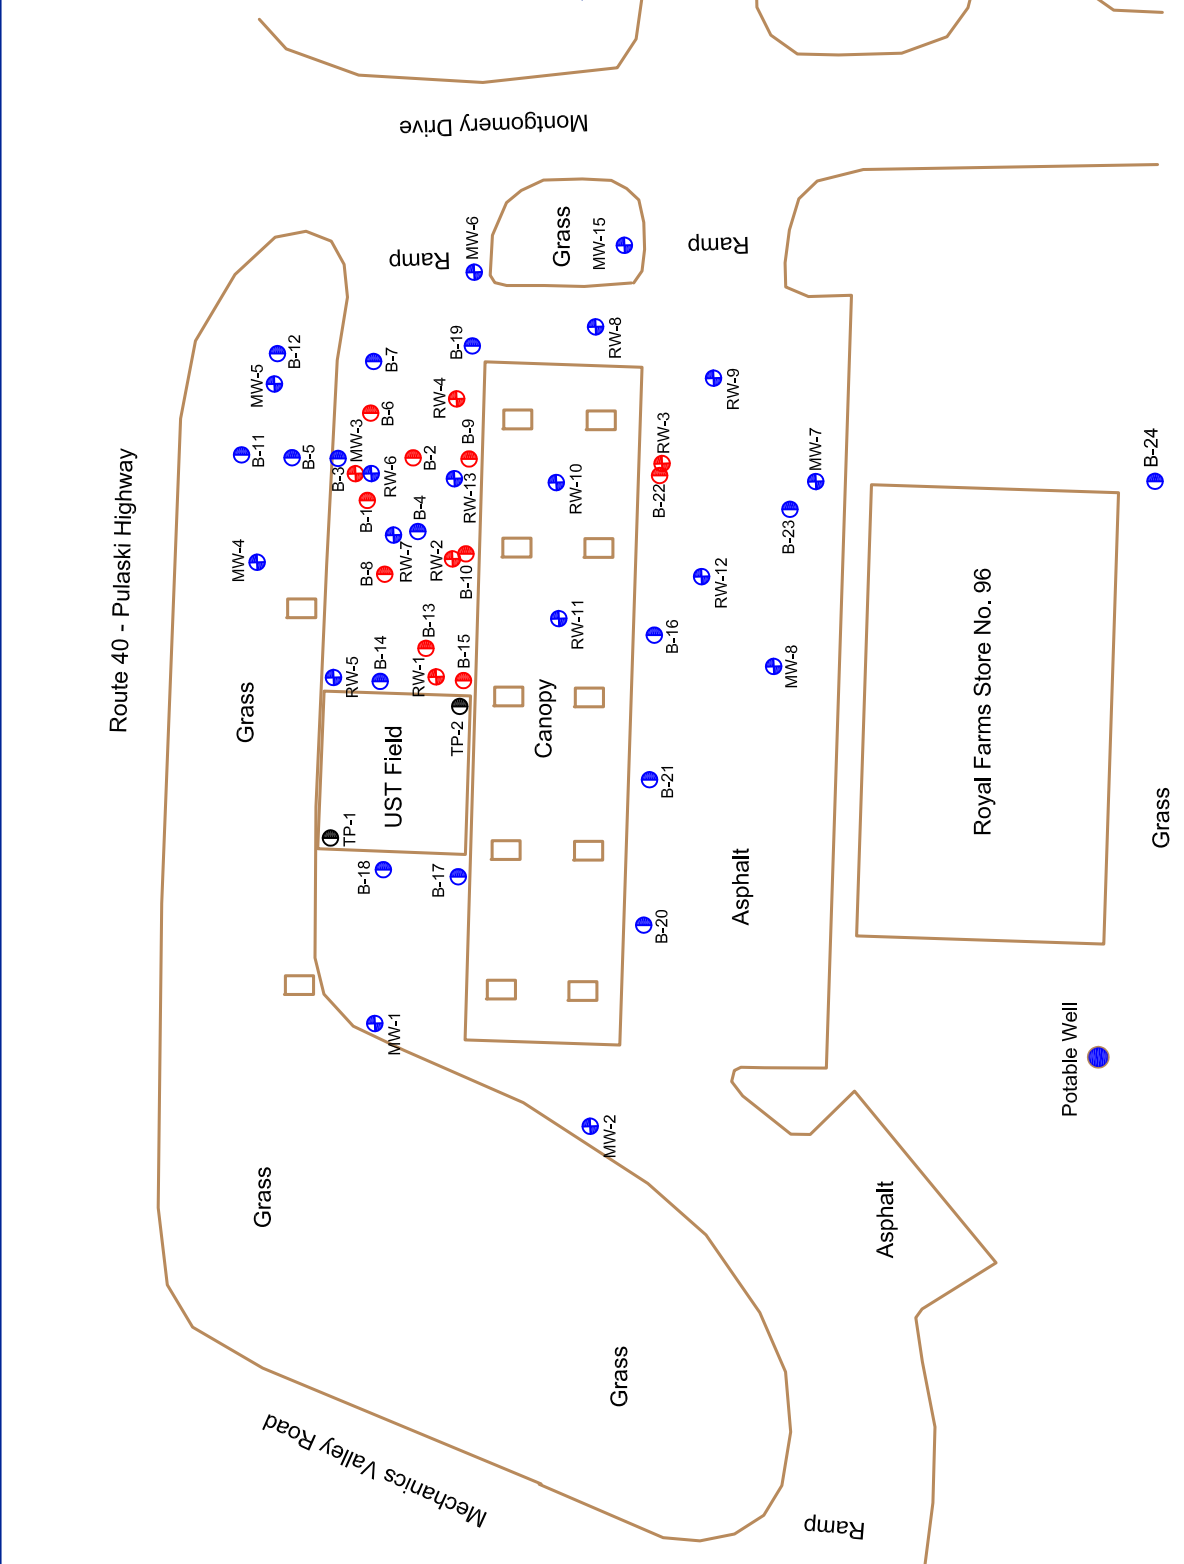 Montgomery Drive
Route 40 - Pulaski Highway
Mechanics Valley Road
Ramp
Ramp
Ramp
Grass
Grass
Grass
Grass
Grass
MW-6
MW-15
B-12
MW-5
B-7
B-19
RW-8
B-11
B-5
B-3
MW-3
B-6
RW-4
RW-9
RW-6
B-2
B-9
RW-3
MW-7
B-24
MW-4
B-1
B-4
RW-13
RW-10
B-22
B-23
B-8
RW-7
RW-2
B-10
RW-12
RW-5
B-14
B-13
RW-1
B-15
RW-11
B-16
MW-8
Canopy
UST Field
TP-2
TP-1
B-21
B-18
B-17
B-20
Asphalt
Royal Farms Store No. 96
MW-1
MW-2
Potable Well
Asphalt